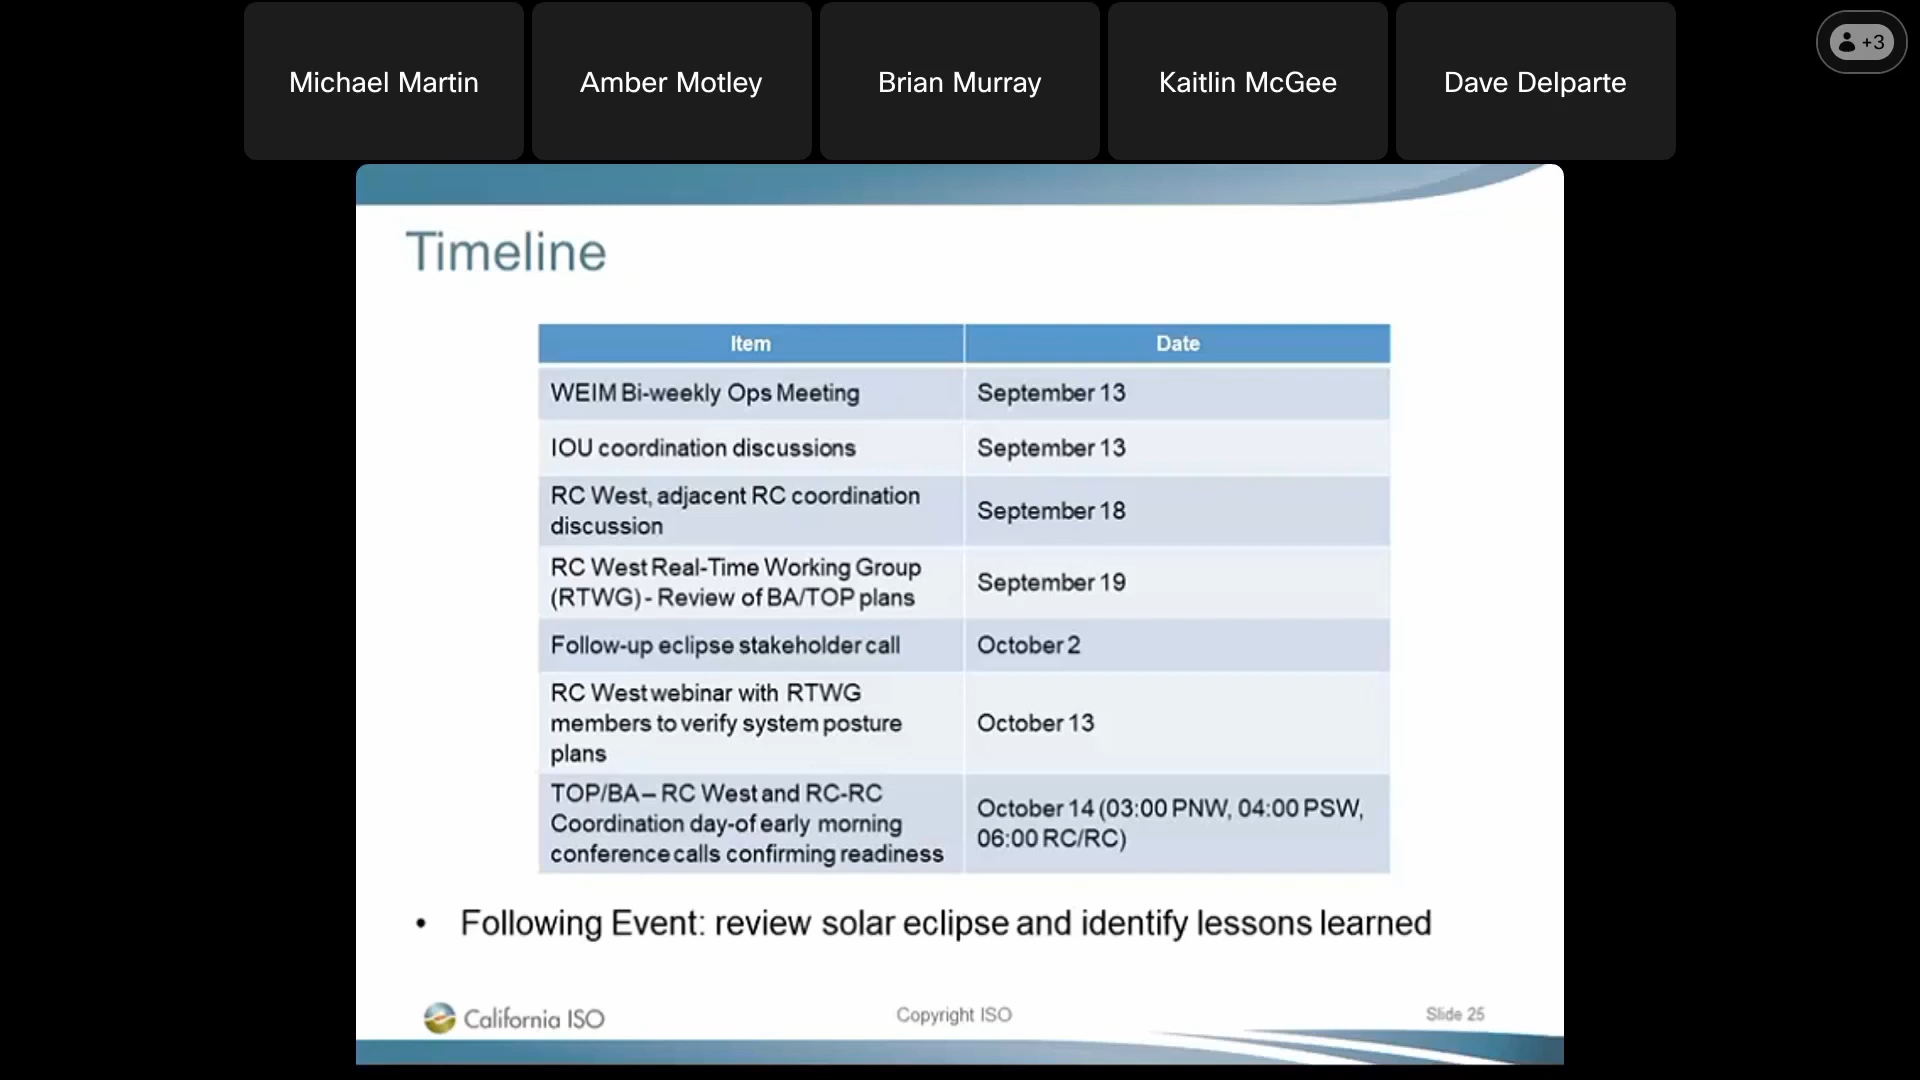 Michael Martin
Amber Motley
Brian Murray
Kaitlin McGee
Dave Delparte
+3
Timeline
Item
Date
WEIM Bi-weekly Ops Meeting
September 13
IOU coordination discussions
September 13
RC West, adjacent RC coordination
discussion
September 18
RC West Real-Time Working Group
(RTWG) - Review of BA/TOP plans
September 19
Follow-up eclipse stakeholder call
October 2
RC West webinar with RTWG
members to verify system posture
plans
October 13
TOP/BA – RC West and RC-RC
Coordination day-of early morning
conference calls confirming readiness
October 14 (03:00 PNW, 04:00 PSW,
06:00 RC/RC)
• Following Event: review solar eclipse and identify lessons learned
California ISO
Copyright ISO
Slide 25